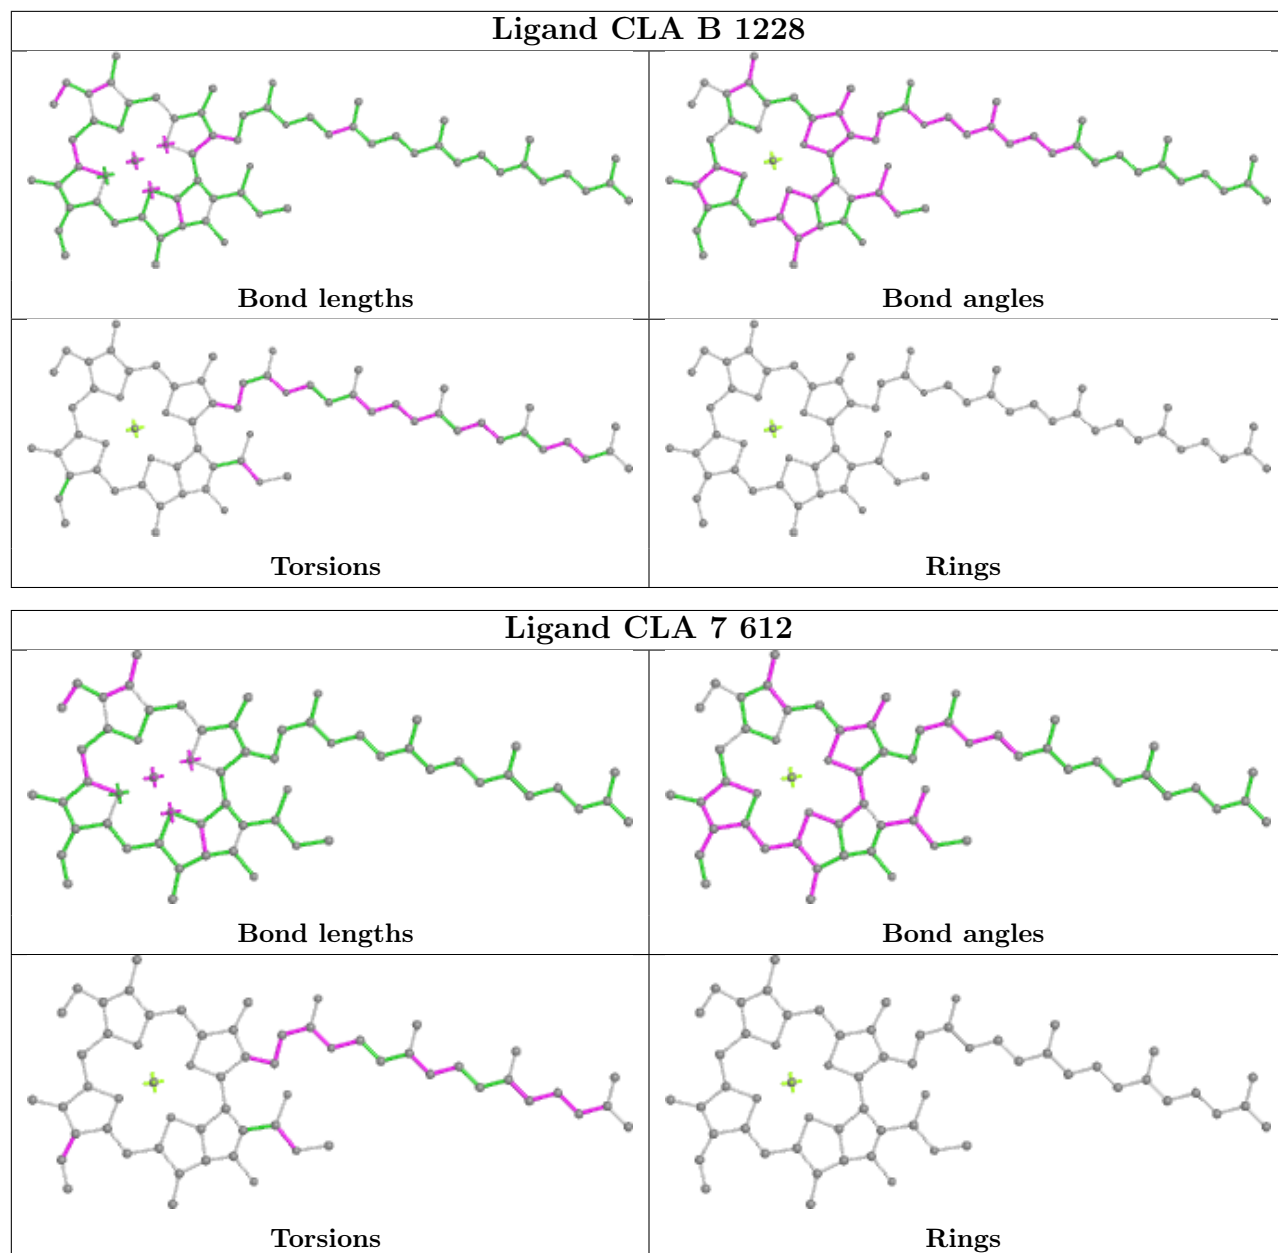 Ligand CLA B 1228
Bond lengths
Bond angles
Torsions
Rings
Ligand CLA 7 612
Bond lengths
Bond angles
Torsions
Rings